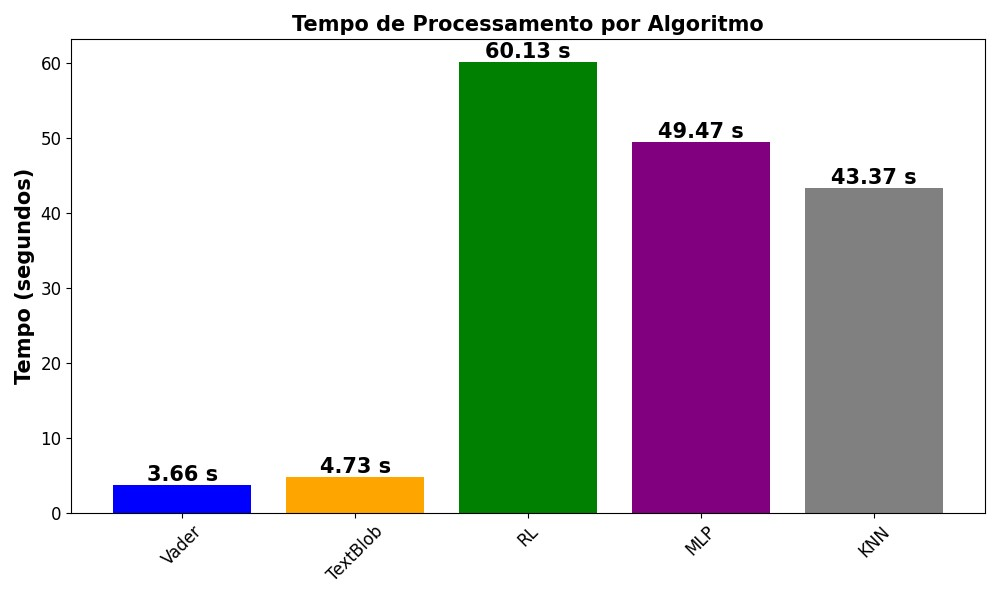 Tempo de Processamento por Algoritmo
Tempo (segundos)
60
50
40
30
20
10
0
3.66 s
4.73 s
60.13 s
49.47 s
43.37 s
Vader
TextBlob
RL
MLP
KNN